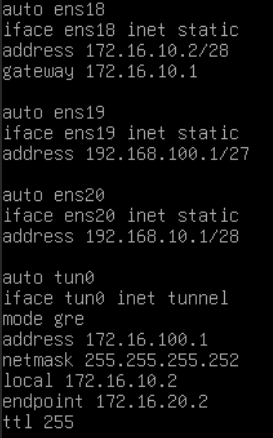 auto ens18
iface ens18 inet static
address 172.16.10.2/28
gateway 172.16.10.1

auto ens19
iface ens19 inet static
address 192.168.100.1/27

auto ens20
iface ens20 inet static
address 192.168.10.1/28

auto tun0
iface tun0 inet tunnel
mode gre
address 172.16.100.1
netmask 255.255.255.252
local 172.16.10.2
endpoint 172.16.20.2
ttl 255